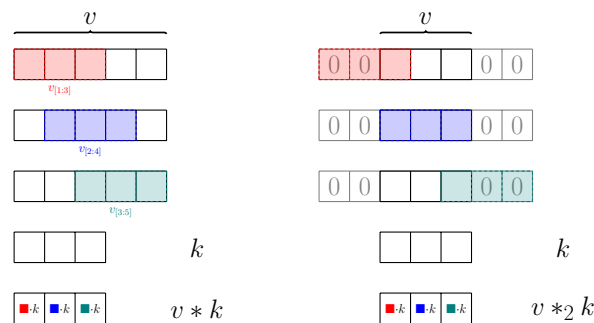 v v
0 0 0 0
v[1:3]
0 0 0 0
v[2:4]
0 0 0 0
v[3:5]
k k
·k ·k ·k v ∗ k ·k ·k ·k v ∗₂ k